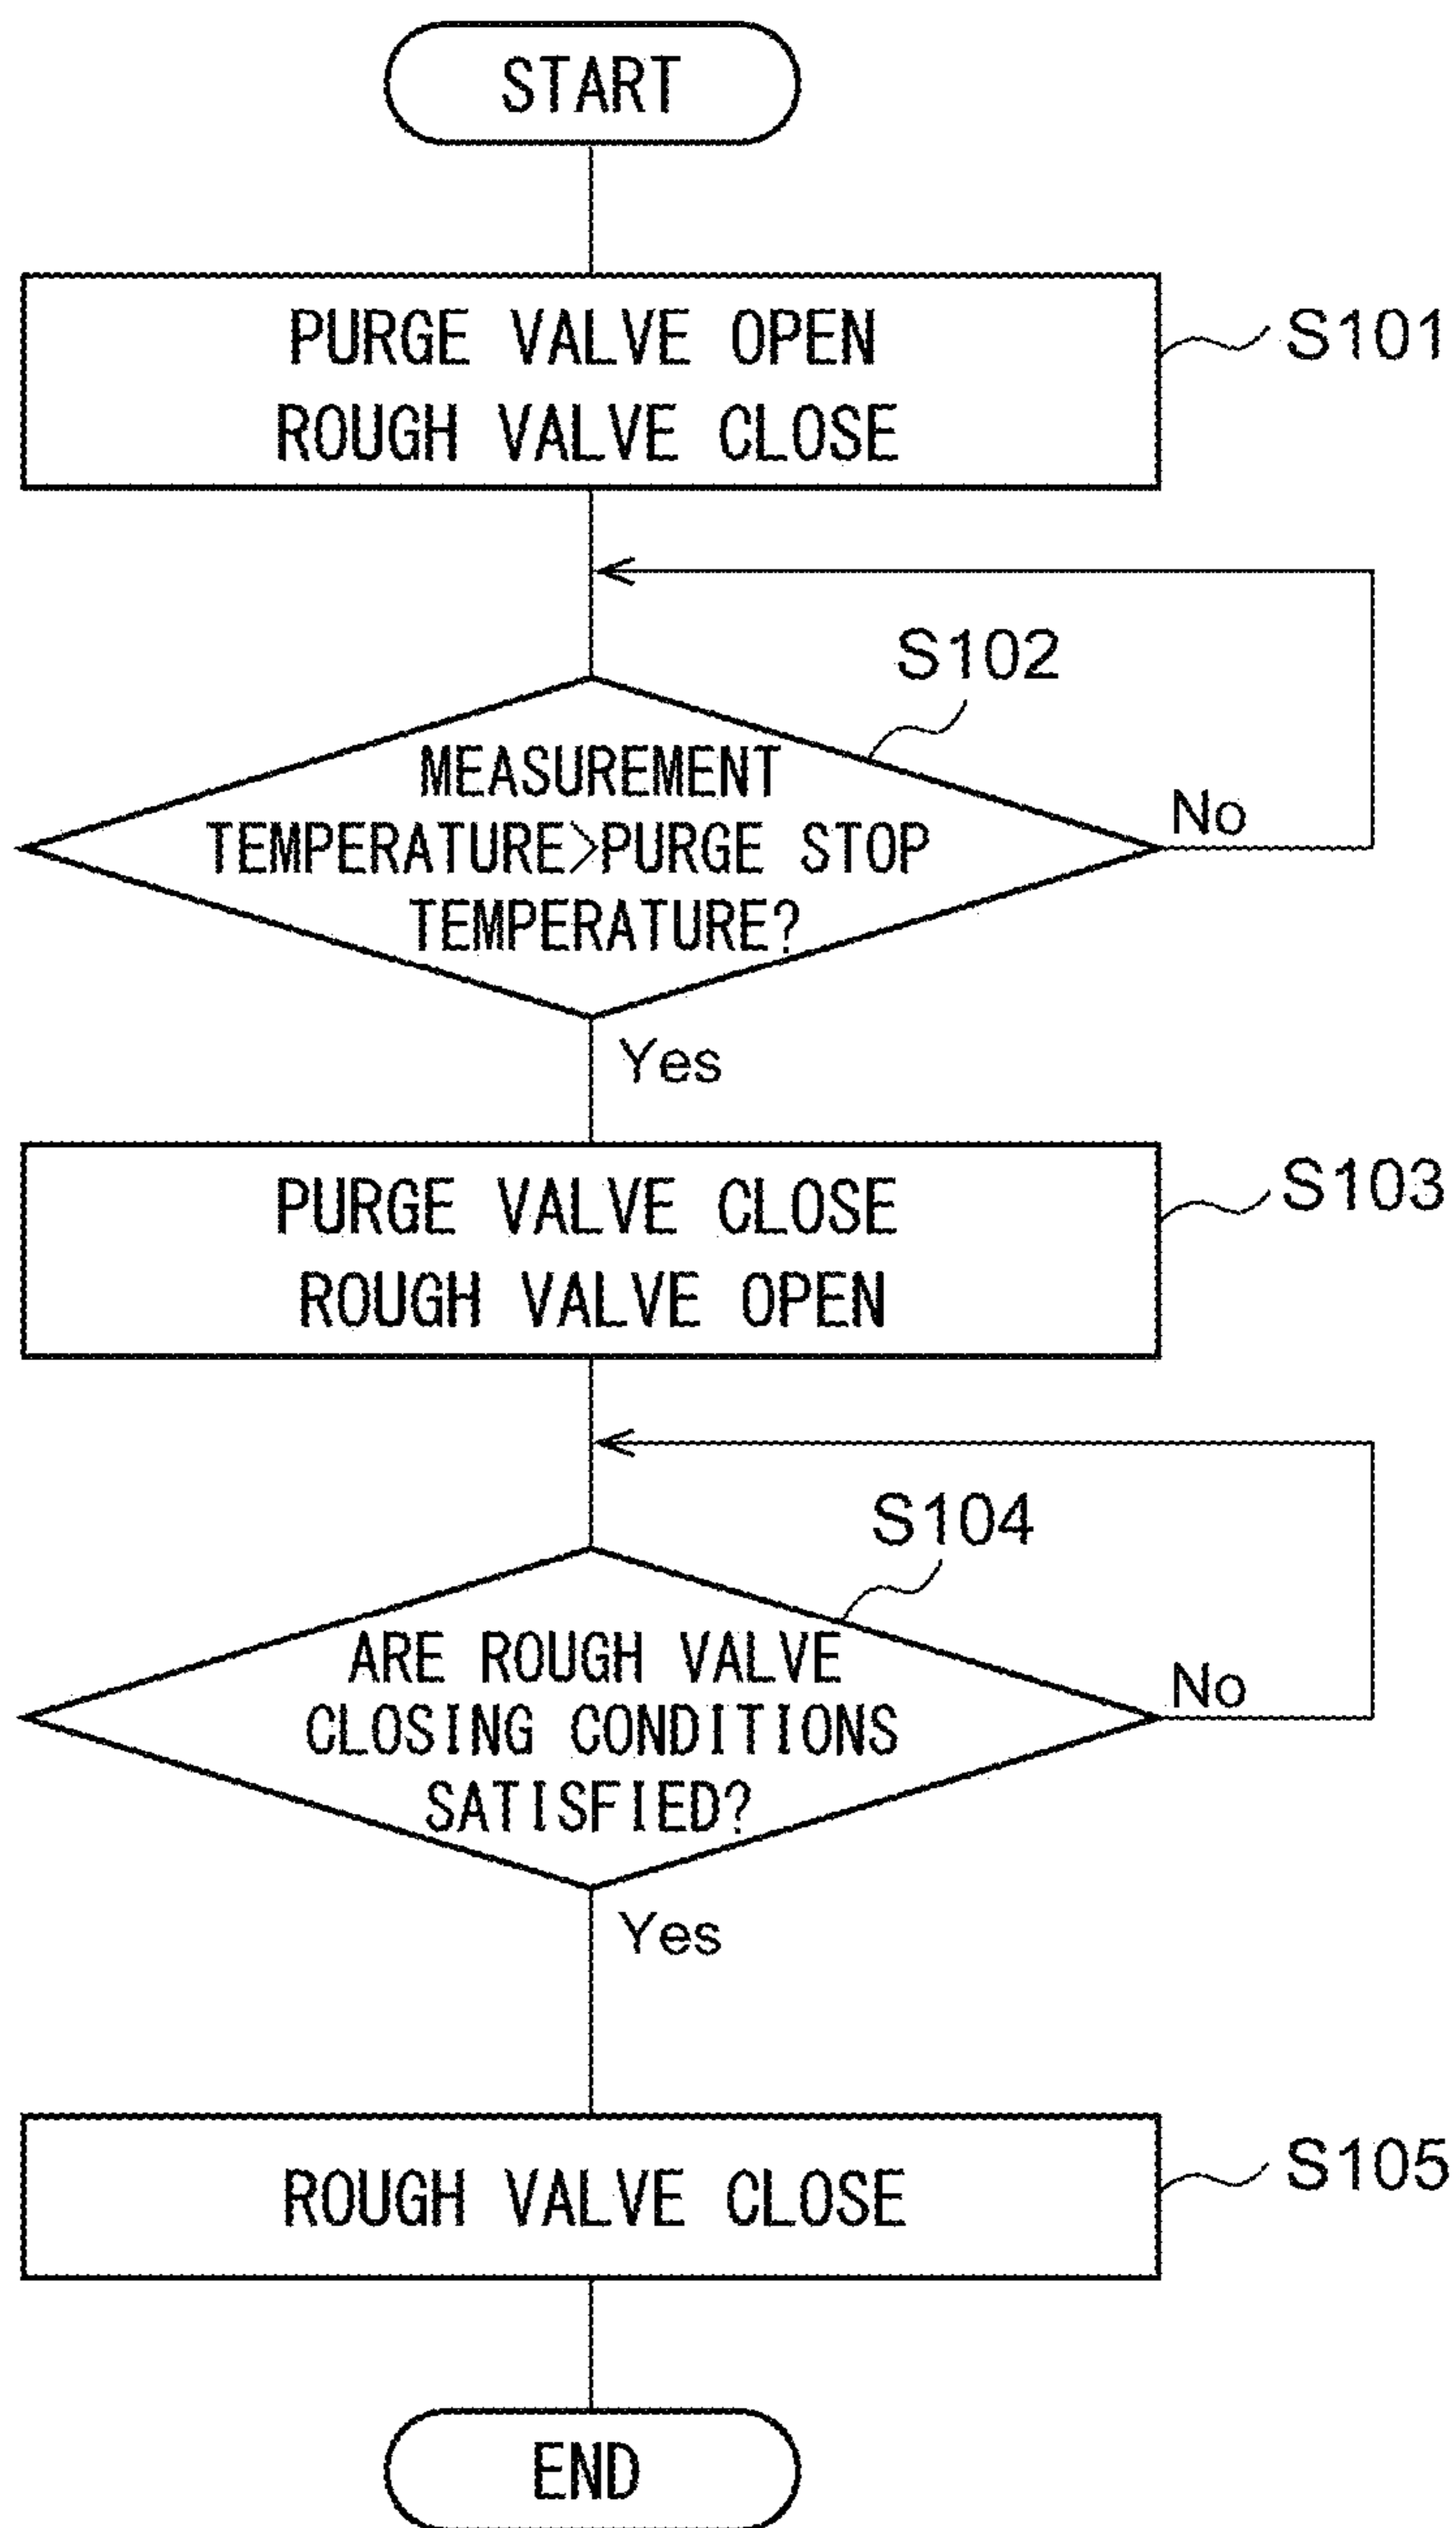 START
PURGE VALVE OPEN
ROUGH VALVE CLOSE
S101
S102
MEASUREMENT
TEMPERATURE>PURGE STOP
TEMPERATURE?
No
Yes
PURGE VALVE CLOSE
ROUGH VALVE OPEN
S103
S104
ARE ROUGH VALVE
CLOSING CONDITIONS
SATISFIED?
No
Yes
ROUGH VALVE CLOSE
S105
END